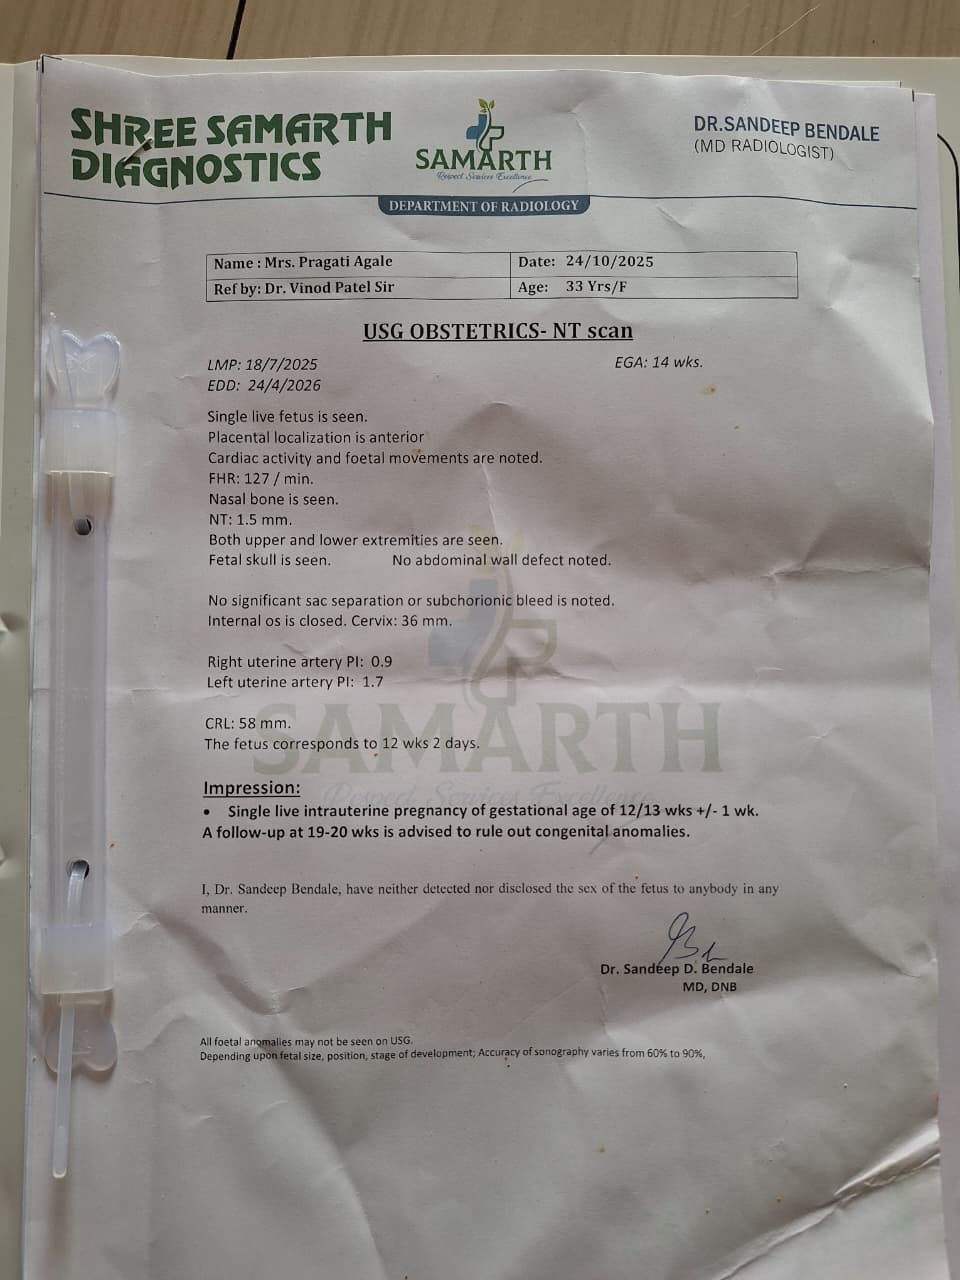 SHREE SAMARTH
DIAGNOSTICS
SAMARTH
Respect Services Excellence
DR.SANDEEP BENDALE
(MD RADIOLOGIST)
DEPARTMENT OF RADIOLOGY
Name : Mrs. Pragati Agale Date: 24/10/2025
Ref by: Dr. Vinod Patel Sir Age: 33 Yrs/F
USG OBSTETRICS- NT scan
LMP: 18/7/2025 EGA: 14 wks.
EDD: 24/4/2026
Single live fetus is seen.
Placental localization is anterior
Cardiac activity and foetal movements are noted.
FHR: 127 / min.
Nasal bone is seen.
NT: 1.5 mm.
Both upper and lower extremities are seen.
Fetal skull is seen. No abdominal wall defect noted.
No significant sac separation or subchorionic bleed is noted.
Internal os is closed. Cervix: 36 mm.
Right uterine artery PI: 0.9
Left uterine artery PI: 1.7
CRL: 58 mm.
The fetus corresponds to 12 wks 2 days.
SAMARTH
Respect Services Excellence
Impression:
• Single live intrauterine pregnancy of gestational age of 12/13 wks +/- 1 wk.
A follow-up at 19-20 wks is advised to rule out congenital anomalies.
I, Dr. Sandeep Bendale, have neither detected nor disclosed the sex of the fetus to anybody in any
manner.
Dr. Sandeep D. Bendale
MD, DNB
All foetal anomalies may not be seen on USG.
Depending upon fetal size, position, stage of development; Accuracy of sonography varies from 60% to 90%,